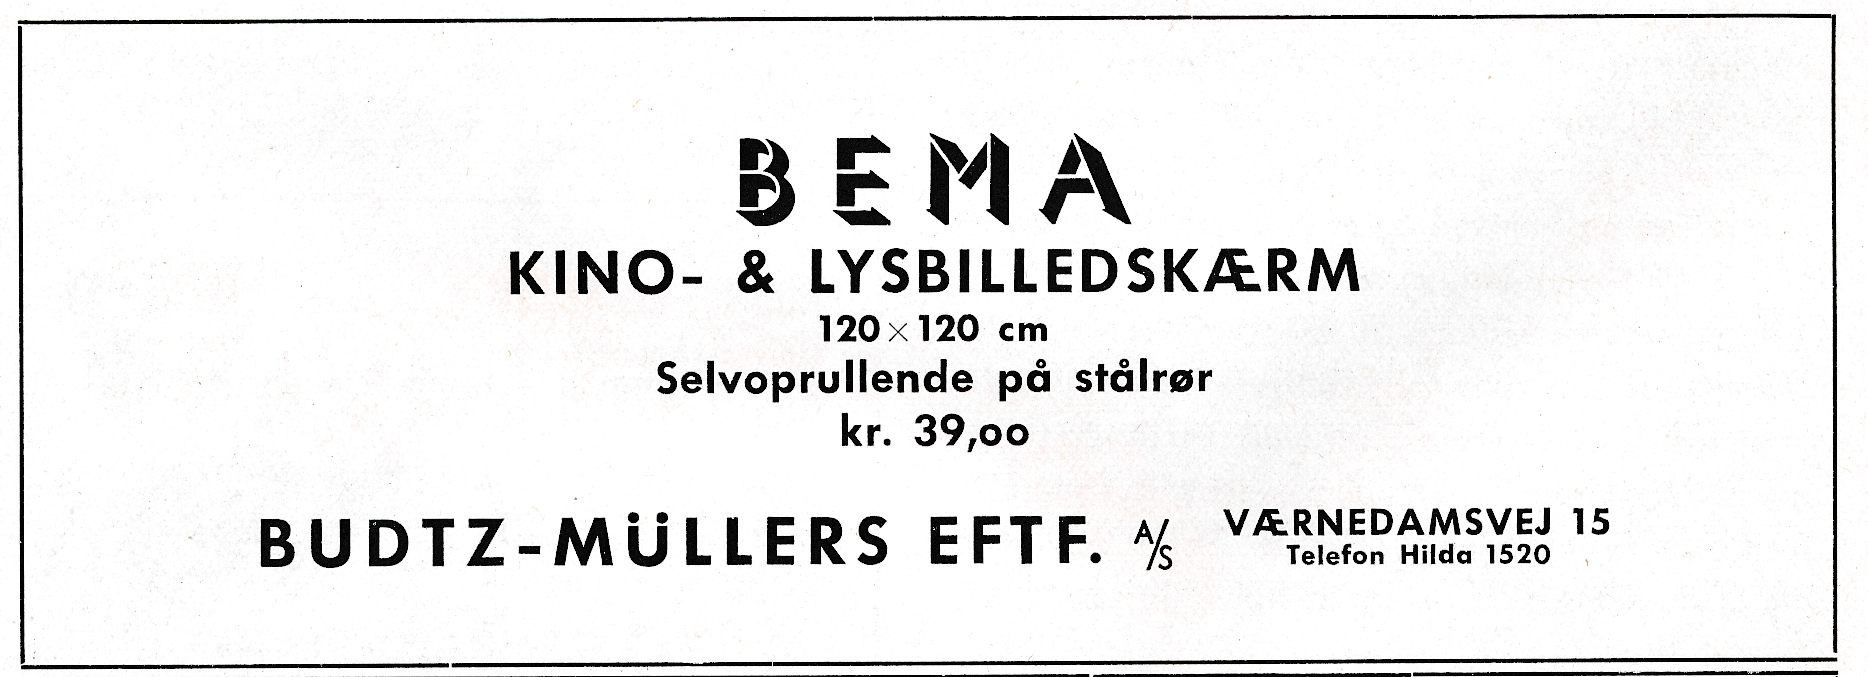 BEMA
KINO- & LYSBILLEDSKÆRM
120×120 cm
Selvoprullende på stålrør
kr. 39,00
BUDTZ-MÜLLERS EFTF. A/S
VÆRNEDAMSVEJ 15
Telefon Hilda 1520